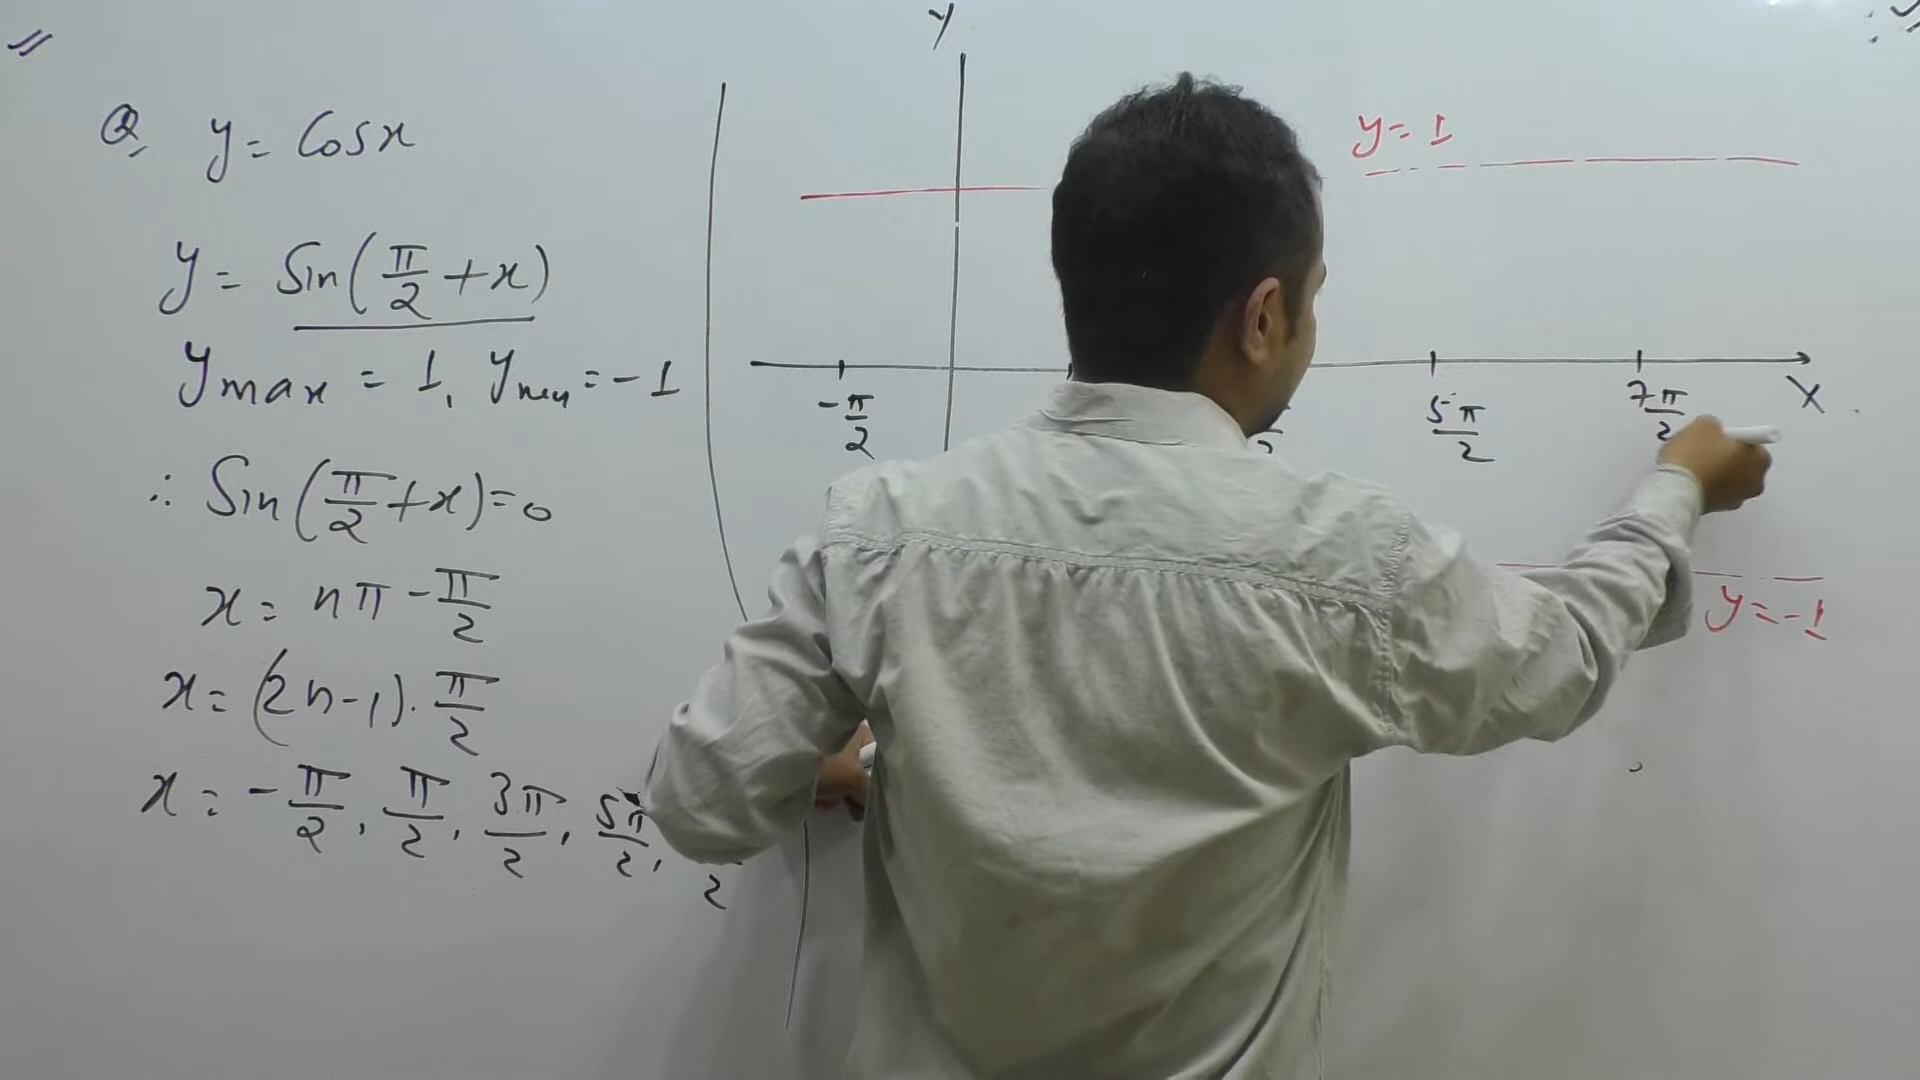 Q, y = Cosx
y = Sin(π/2 + x)
ymax = 1, ymin = -1
∴ Sin(π/2 + x) = 0
x = nπ - π/2
x = (2n-1) . π/2
x = -π/2, π/2, 3π/2, 5π/2,
y
y = 1
-π/2
5π/2
7π/2
X
y = -1